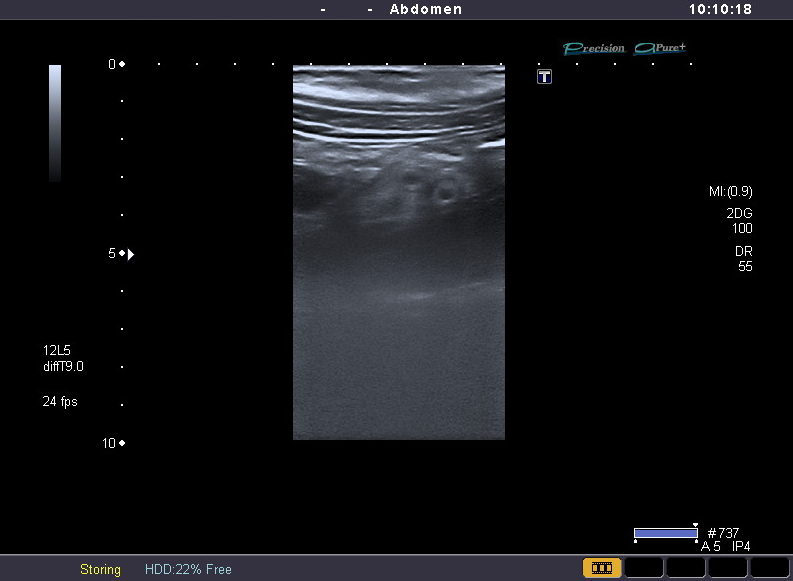 - - Abdomen 10:10:18
Precision APure+
0
T
MI:(0.9)
2DG
100
DR
55
5
12L5
diffT9.0
24 fps
10
#737
A 5 IP4
Storing HDD:22% Free